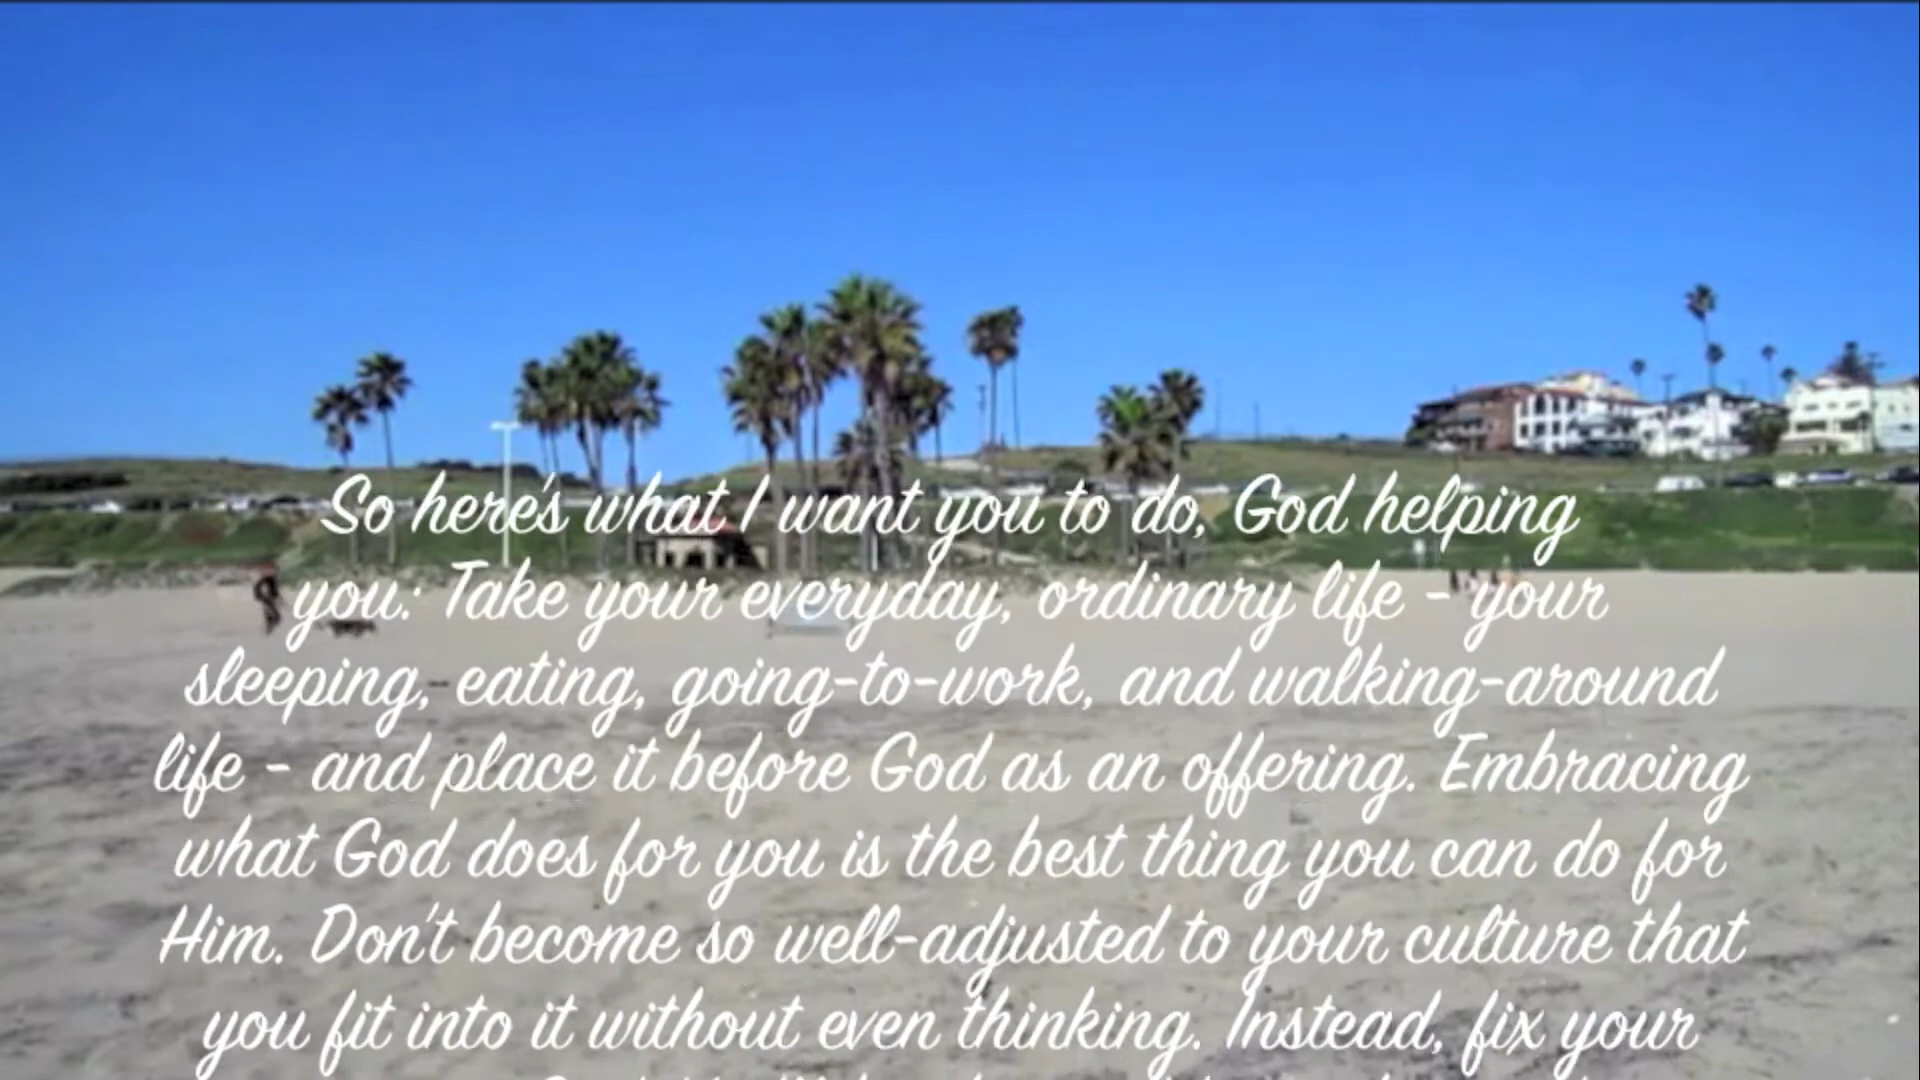 So here's what I want you to do, God helping
you: Take your everyday, ordinary life - your
sleeping, eating, going-to-work, and walking-around
life - and place it before God as an offering. Embracing
what God does for you is the best thing you can do for
Him. Don't become so well-adjusted to your culture that
you fit into it without even thinking. Instead, fix your